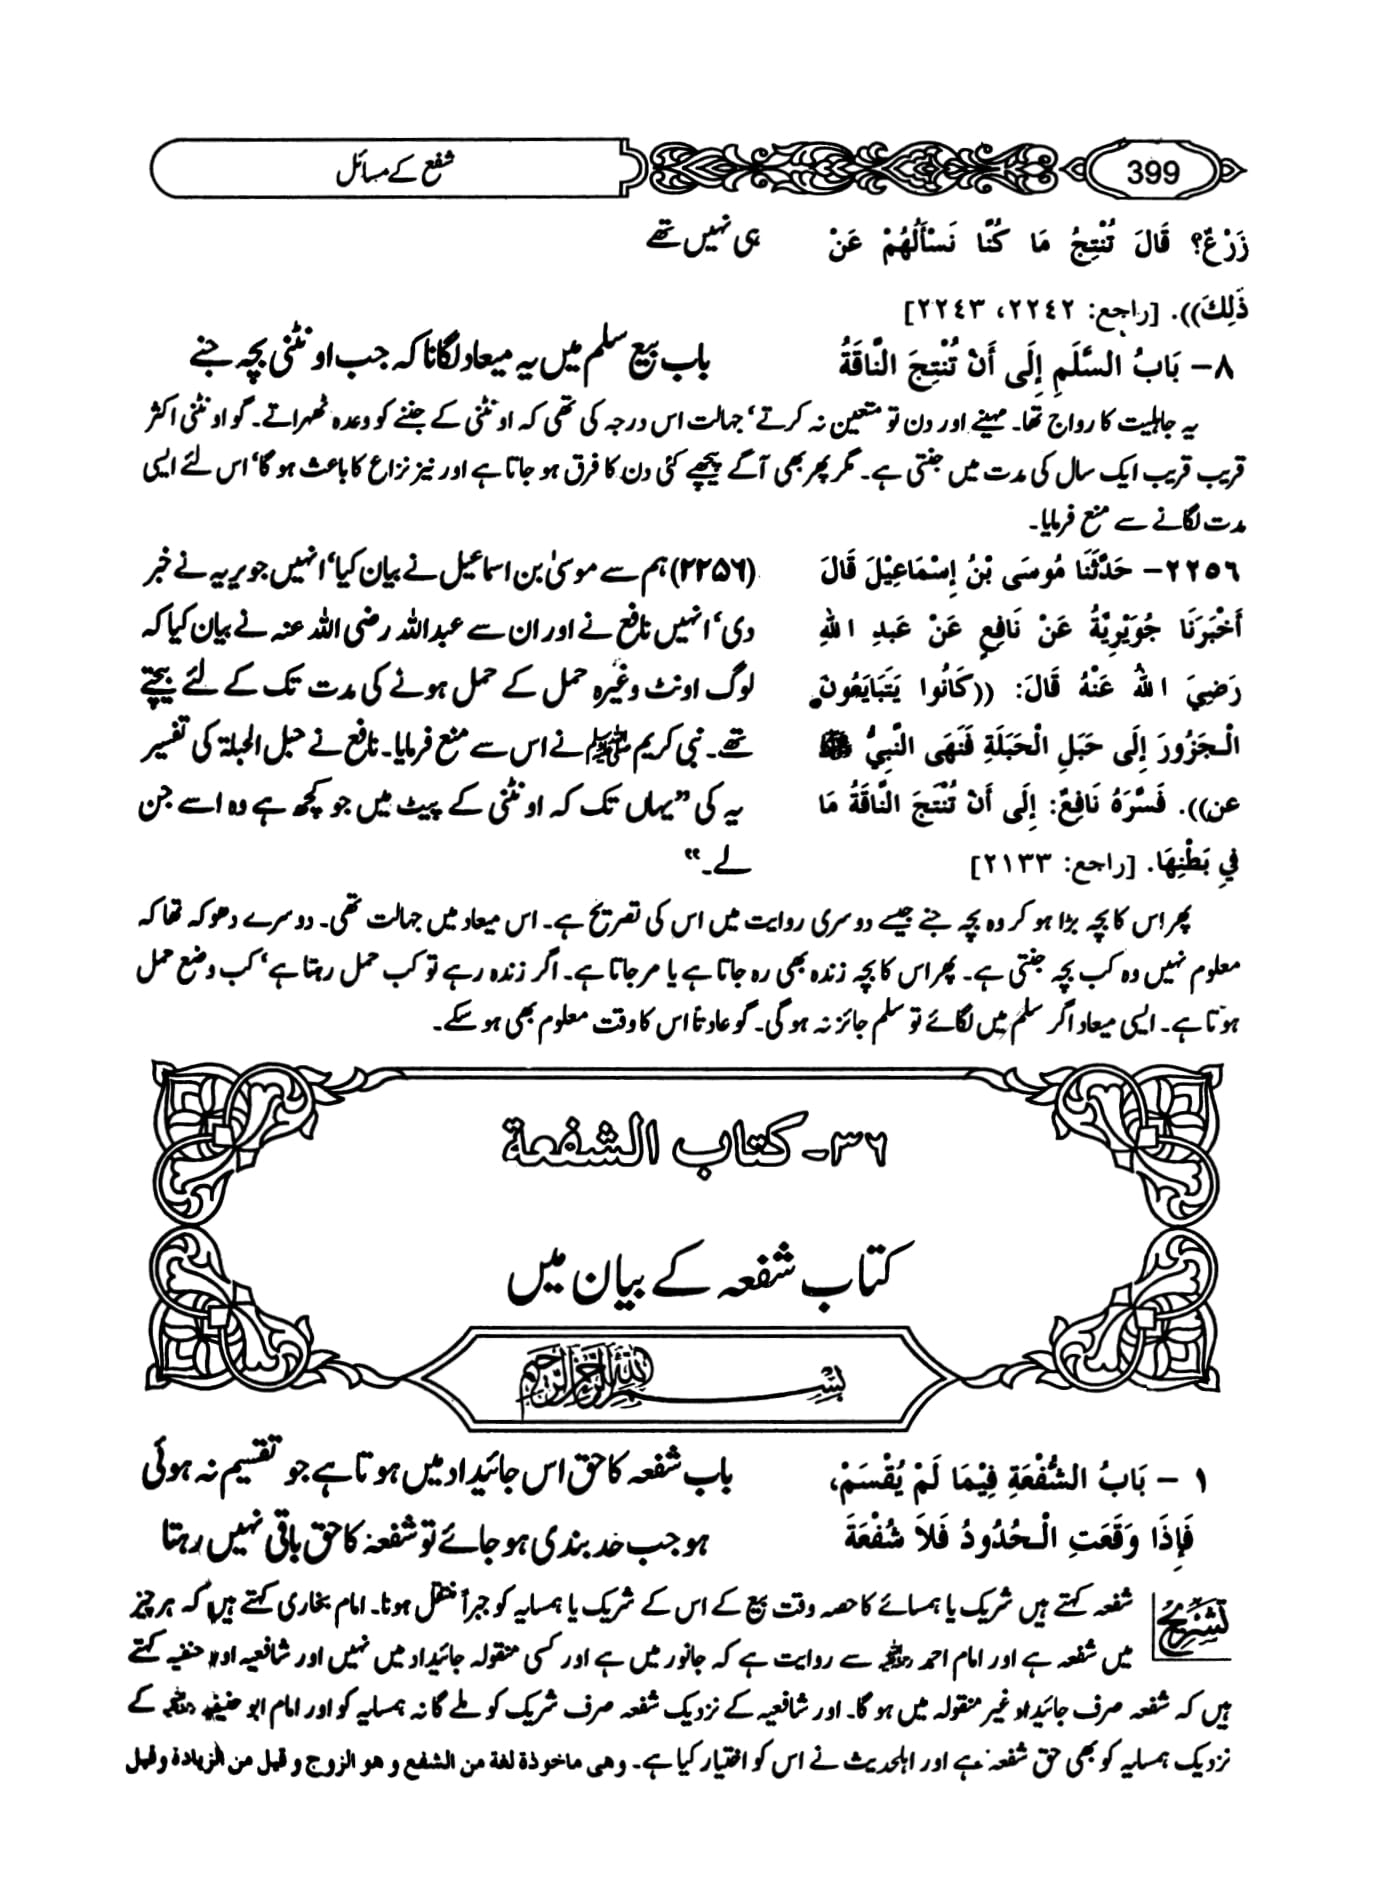 399
شفع کے مسائل
زَرْعٌ؟ قَالَ تُنْتِجُ مَا كُنَّا نَسْأَلُهُمْ عَنْ
ذَلِكَ)). [راجع: ٢٢٤٢، ٢٢٤٣]
ہی نہیں تھے
٨- بَابُ السَّلَمِ إِلَى أَنْ تُنْتِجَ النَّاقَةُ
باب بیع سلم میں یہ میعاد لگانا کہ جب اونٹنی بچہ جنے
یہ جاہلیت کا رواج تھا۔ مہینے اور دن تو متعین نہ کرتے‘ جہالت اس درجہ کی تھی کہ اونٹنی کے جننے کو وعدہ ٹھہراتے۔ گو اونٹنی اکثر
قریب قریب ایک سال کی مدت میں جنتی ہے۔ مگر پھر بھی آگے پیچھے کئی دن کا فرق ہو جاتا ہے اور نیز نزاع کا باعث ہو گا‘ اس لئے ایسی
مدت لگانے سے منع فرمایا۔
٢٢٥٦- حَدَّثَنَا مُوسَى بْنُ إِسْمَاعِيْلَ قَالَ
أَخْبَرَنَا جُوَيْرِيَّةُ عَنْ نَافِعٍ عَنْ عَبدِ اللهِ
رَضِيَ اللهُ عَنْهُ قَالَ: ((كَانُوا يَتَبَايَعُونَ
الْجَزُورَ إِلَى حَبَلِ الْحَبَلَةِ فَنَهَى النَّبِيُّ ﷺ
عن)). فَسَّرَهُ نَافِعٌ: إِلَى أَنْ تُنْتَجَ النَّاقَةُ مَا
فِي بَطْنِهَا. [راجع: ٢١٣٣]
(۲۲۵۶) ہم سے موسیٰ بن اسماعیل نے بیان کیا‘ انہیں جویریہ نے خبر
دی‘ انہیں نافع نے اور ان سے عبداللہ رضی اللہ عنہ نے بیان کیا کہ
لوگ اونٹ وغیرہ حمل کے حمل ہونے کی مدت تک کے لئے بیچتے
تھے۔ نبی کریم ﷺ نے اس سے منع فرمایا۔ نافع نے حبل الحبلة کی تفسیر
یہ کی ”یہاں تک کہ اونٹنی کے پیٹ میں جو کچھ ہے وہ اسے جن
لے۔“
پھر اس کا بچہ بڑا ہو کر وہ بچہ جنے جیسے دوسری روایت میں اس کی تصریح ہے۔ اس میعاد میں جہالت تھی۔ دوسرے دھوکہ تھا کہ
معلوم نہیں وہ کب بچہ جنتی ہے۔ پھر اس کا بچہ زندہ بھی رہ جاتا ہے یا مر جاتا ہے۔ اگر زندہ رہے تو کب حمل رہتا ہے‘ کب وضع حمل
ہوتا ہے۔ ایسی میعاد اگر سلم میں لگائے تو سلم جائز نہ ہو گی۔ گو عادتاً اس کا وقت معلوم بھی ہو سکے۔
٣٦- كتاب الشفعة
کتاب شفعہ کے بیان میں
بسم الله الرحمن الرحيم
١ - بَابُ الشُّفْعَةِ فِيْمَا لَمْ يُقْسَمْ،
فَإِذَا وَقَعَتِ الْحُدُودُ فَلاَ شُفْعَةَ
باب شفعہ کا حق اس جائیداد میں ہوتا ہے جو تقسیم نہ ہوئی
ہو جب حد بندی ہو جائے تو شفعہ کا حق باقی نہیں رہتا
تشریح
شفعہ کہتے ہیں شریک یا ہمسائے کا حصہ وقت بیع کے اس کے شریک یا ہمسایہ کو جبراً منتقل ہونا۔ امام بخاری کہتے ہیں کہ ہر چیز
میں شفعہ ہے اور امام احمد رحمہ اللہ سے روایت ہے کہ جانور میں ہے اور کسی منقولہ جائیداد میں نہیں اور شافعیہ اور حنفیہ کہتے
ہیں کہ شفعہ صرف جائیداد غیر منقولہ میں ہو گا۔ اور شافعیہ کے نزدیک شفعہ صرف شریک کو ملے گا نہ ہمسایہ کو اور امام ابو حنیفہ رحمہ اللہ کے
نزدیک ہمسایہ کو بھی حق شفعہ ہے اور اہلحدیث نے اس کو اختیار کیا ہے۔ وهى ماخوذة لغة من الشفع و هو الزوج و قيل من الزيادة و قيل